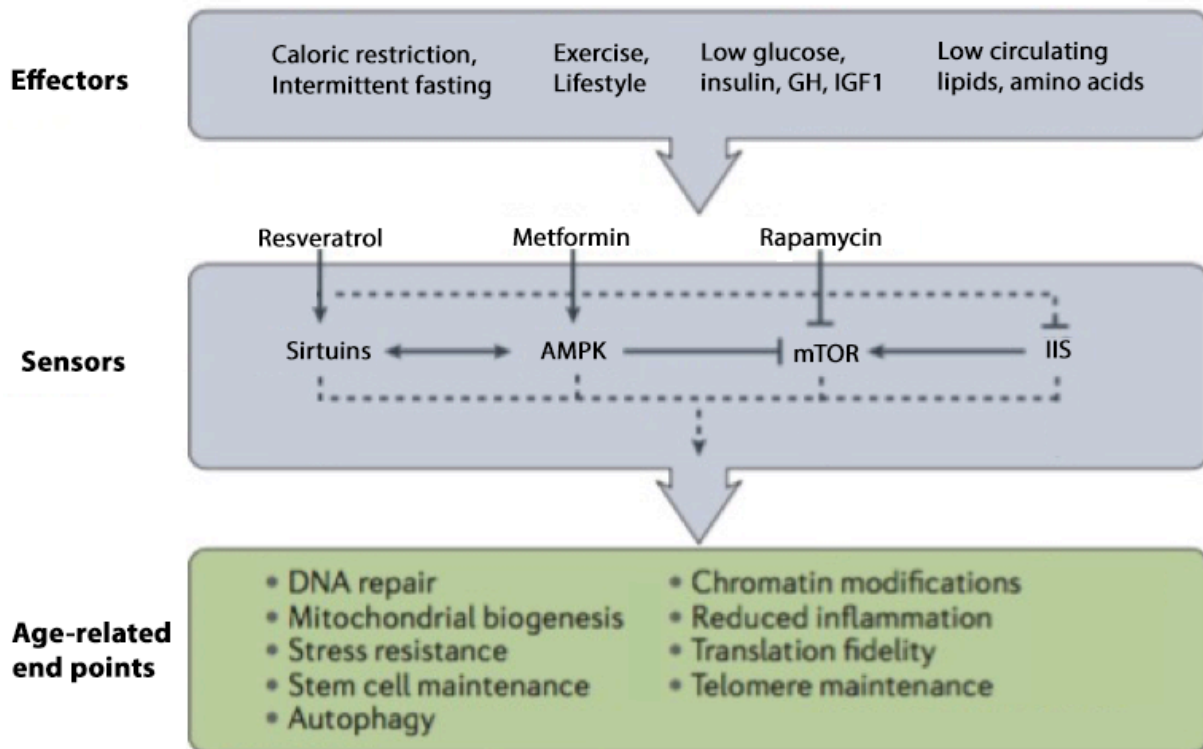 Effectors
Caloric restriction,
Intermittent fasting
Exercise,
Lifestyle
Low glucose,
insulin, GH, IGF1
Low circulating
lipids, amino acids
Resveratrol
Metformin
Rapamycin
Sensors
Sirtuins
AMPK
mTOR
IIS
Age-related
end points
• DNA repair
• Mitochondrial biogenesis
• Stress resistance
• Stem cell maintenance
• Autophagy
• Chromatin modifications
• Reduced inflammation
• Translation fidelity
• Telomere maintenance